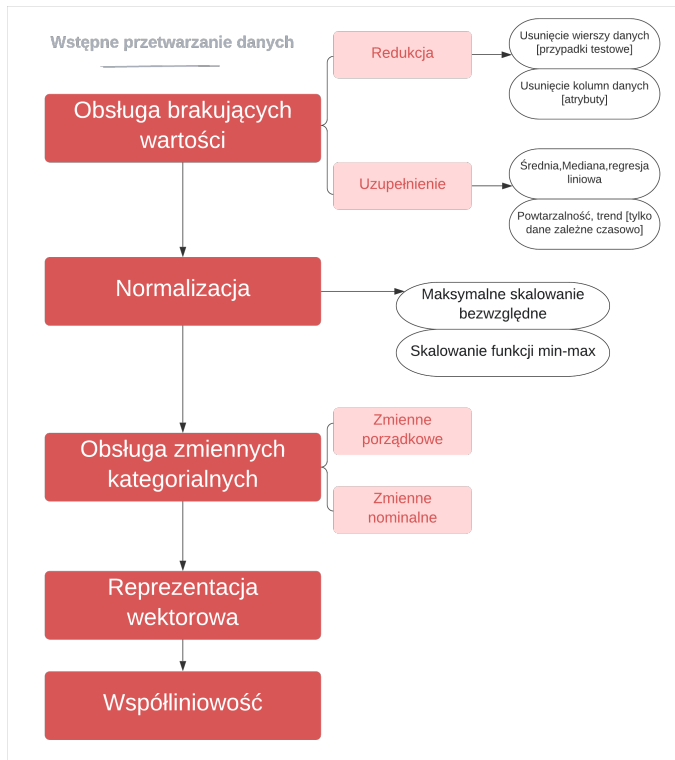 Wstępne przetwarzanie danych
Obsługa brakujących
wartości
Redukcja
Usunięcie wierszy danych
[przypadki testowe]
Usunięcie kolumn danych
[atrybuty]
Uzupełnienie
Średnia,Mediana,regresja
liniowa
Powtarzalność, trend [tylko
dane zależne czasowo]
Normalizacja
Maksymalne skalowanie
bezwzględne
Skalowanie funkcji min-max
Obsługa zmiennych
kategorialnych
Zmienne
porządkowe
Zmienne
nominalne
Reprezentacja
wektorowa
Współliniowość